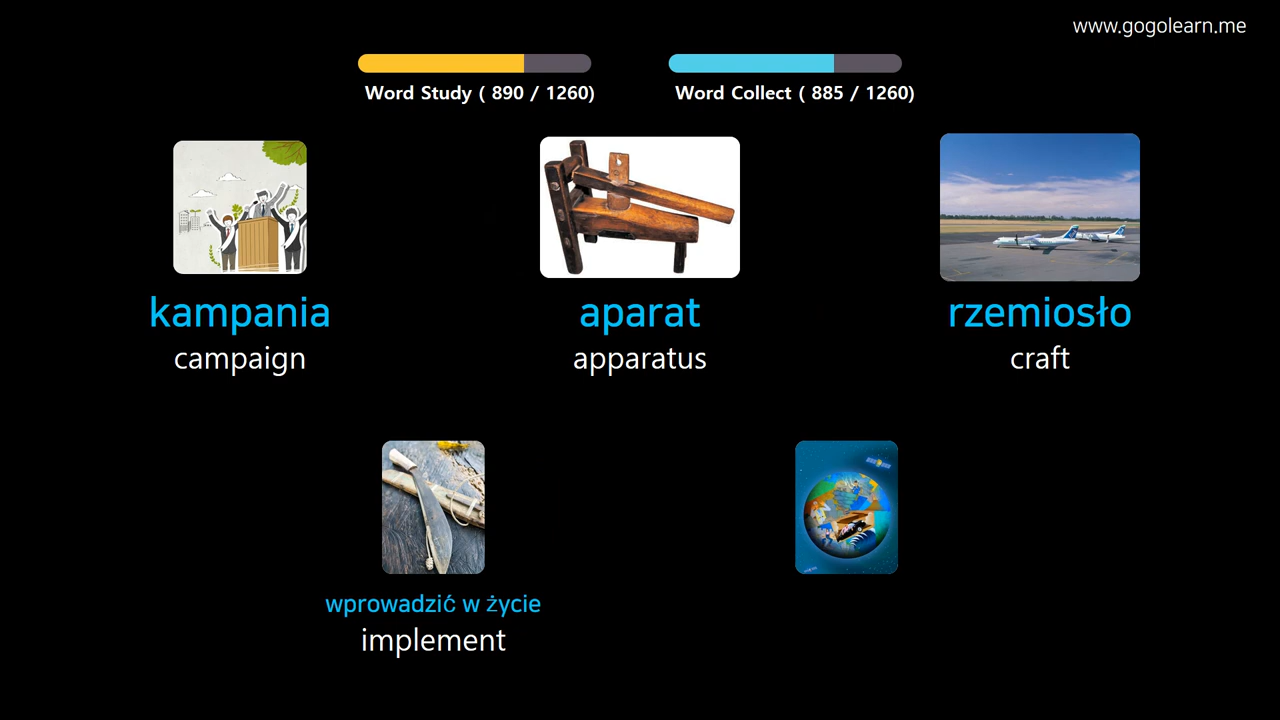 www.gogolearn.me
Word Study ( 890 / 1260)
Word Collect ( 885 / 1260)
kampania
campaign
aparat
apparatus
rzemiosło
craft
wprowadzić w życie
implement